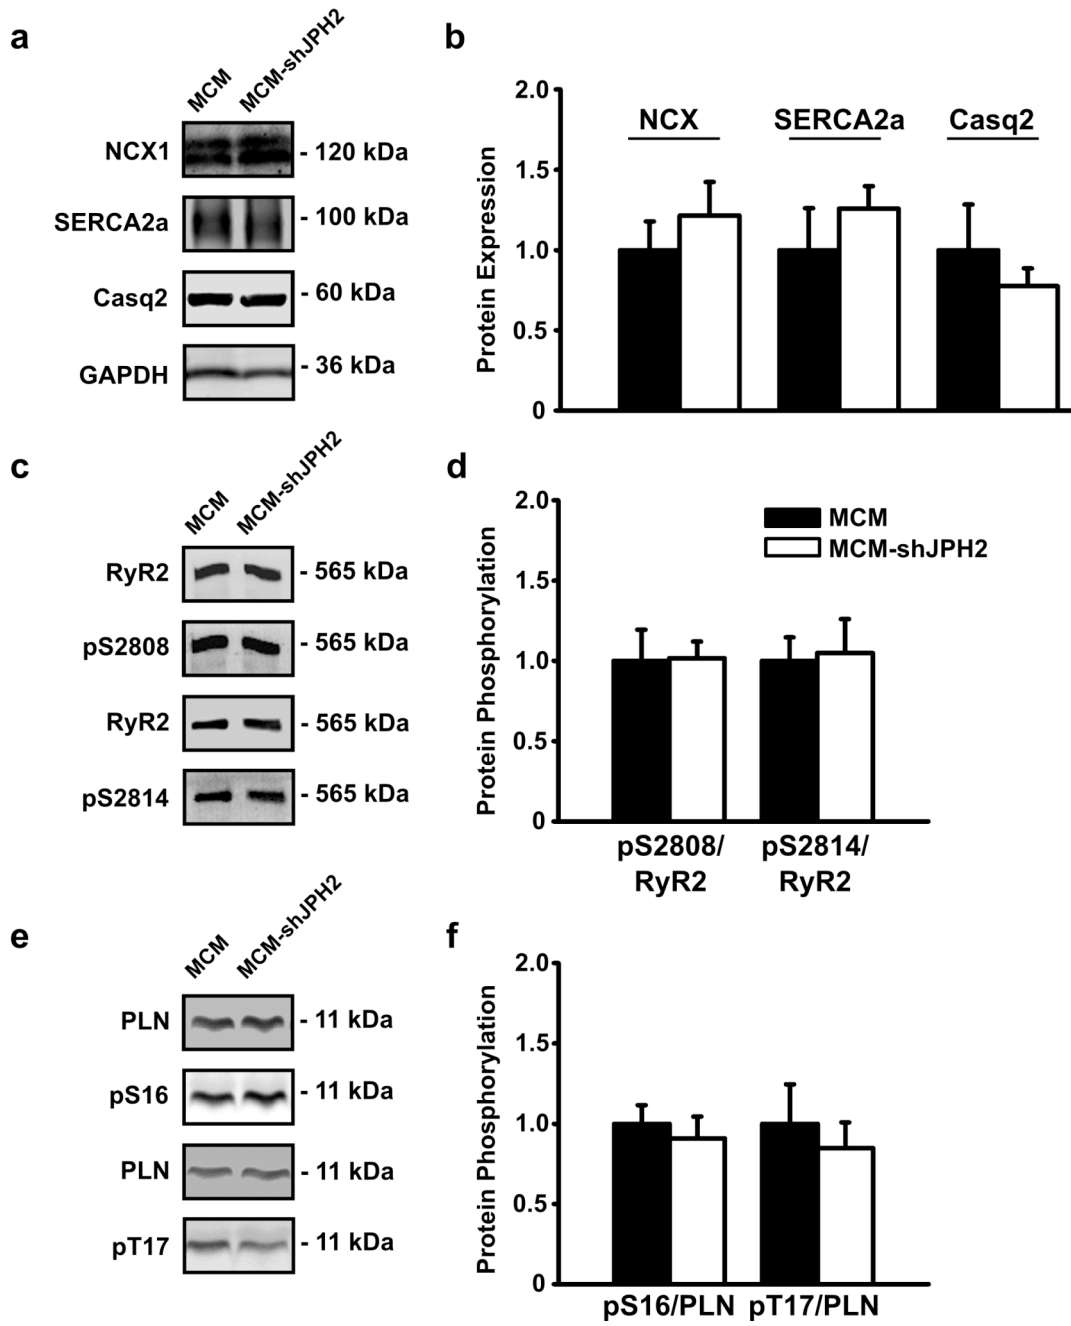 a
MCM
MCM-shJPH2
NCX1
- 120 kDa
SERCA2a
- 100 kDa
Casq2
- 60 kDa
GAPDH
- 36 kDa
b
Protein Expression
2.0
1.5
1.0
0.5
0
NCX
SERCA2a
Casq2
c
MCM
MCM-shJPH2
RyR2
- 565 kDa
pS2808
- 565 kDa
RyR2
- 565 kDa
pS2814
- 565 kDa
d
Protein Phosphorylation
2.0
1.5
1.0
0.5
0
MCM
MCM-shJPH2
pS2808/
RyR2
pS2814/
RyR2
e
MCM
MCM-shJPH2
PLN
- 11 kDa
pS16
- 11 kDa
PLN
- 11 kDa
pT17
- 11 kDa
f
Protein Phosphorylation
2.0
1.5
1.0
0.5
0
pS16/PLN
pT17/PLN